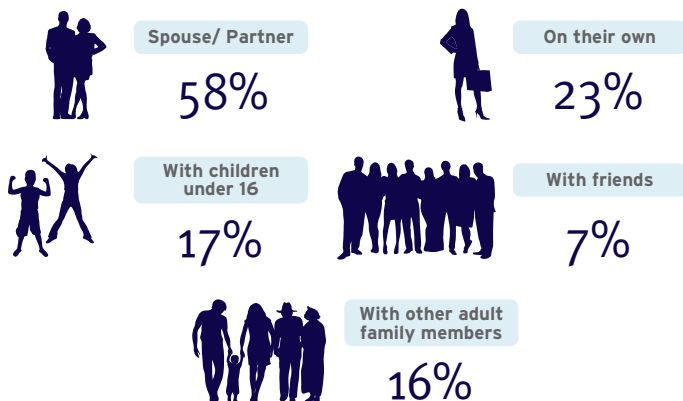 Spouse/ Partner
58%
On their own
23%
With children
under 16
17%
With friends
7%
With other adult
family members
16%